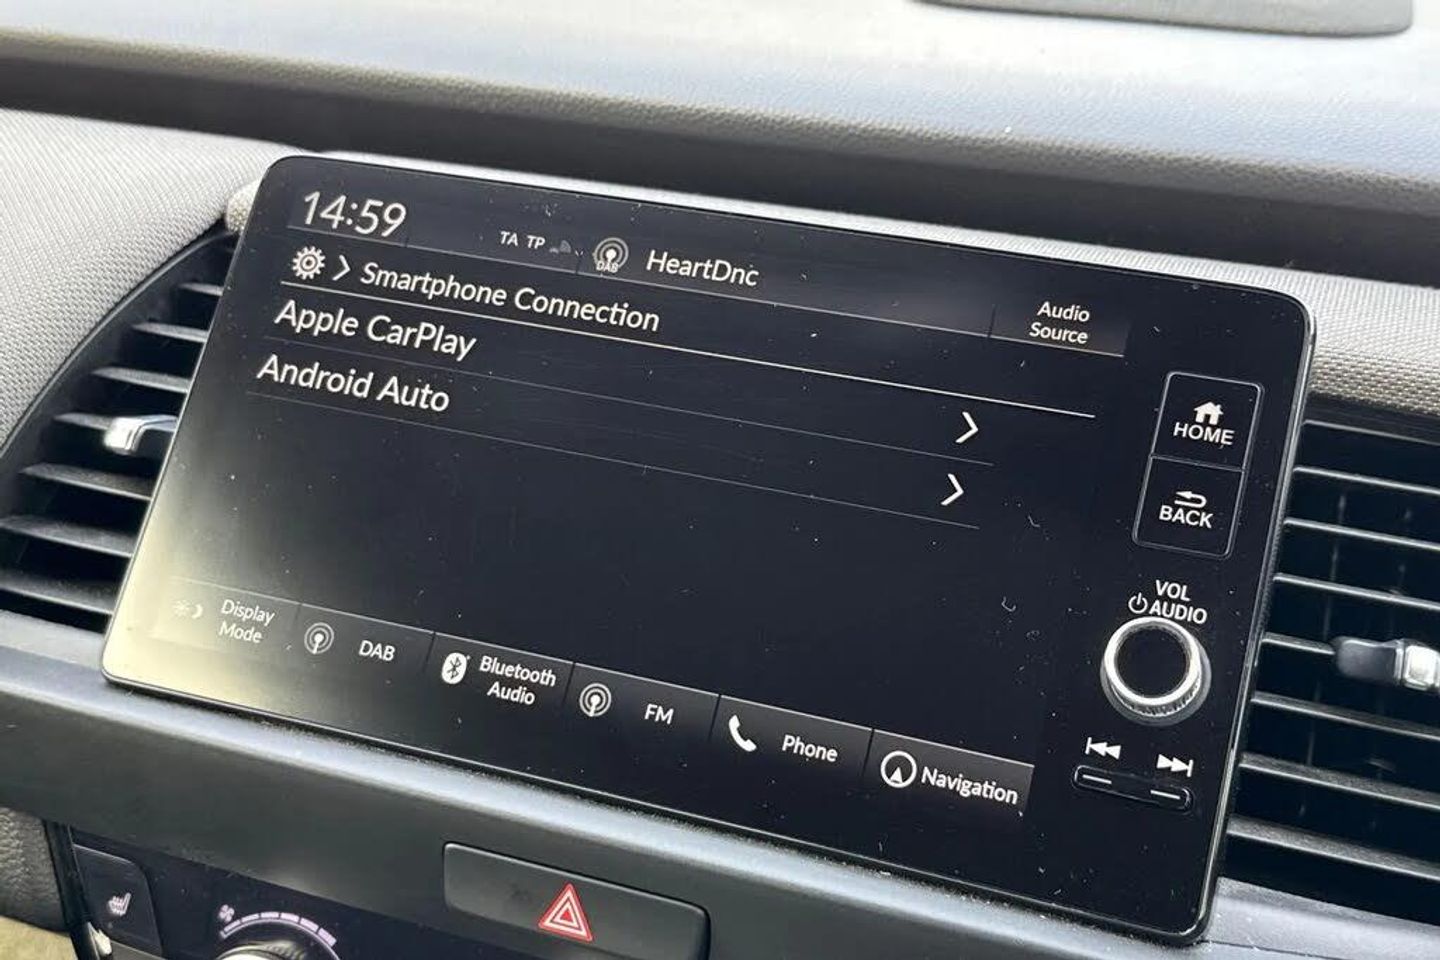 14:59
TA TP
DAB
HeartDnc
Audio
Source
Smartphone Connection
Apple CarPlay
Android Auto
HOME
BACK
VOL
AUDIO
Display
Mode
DAB
Bluetooth
Audio
FM
Phone
Navigation